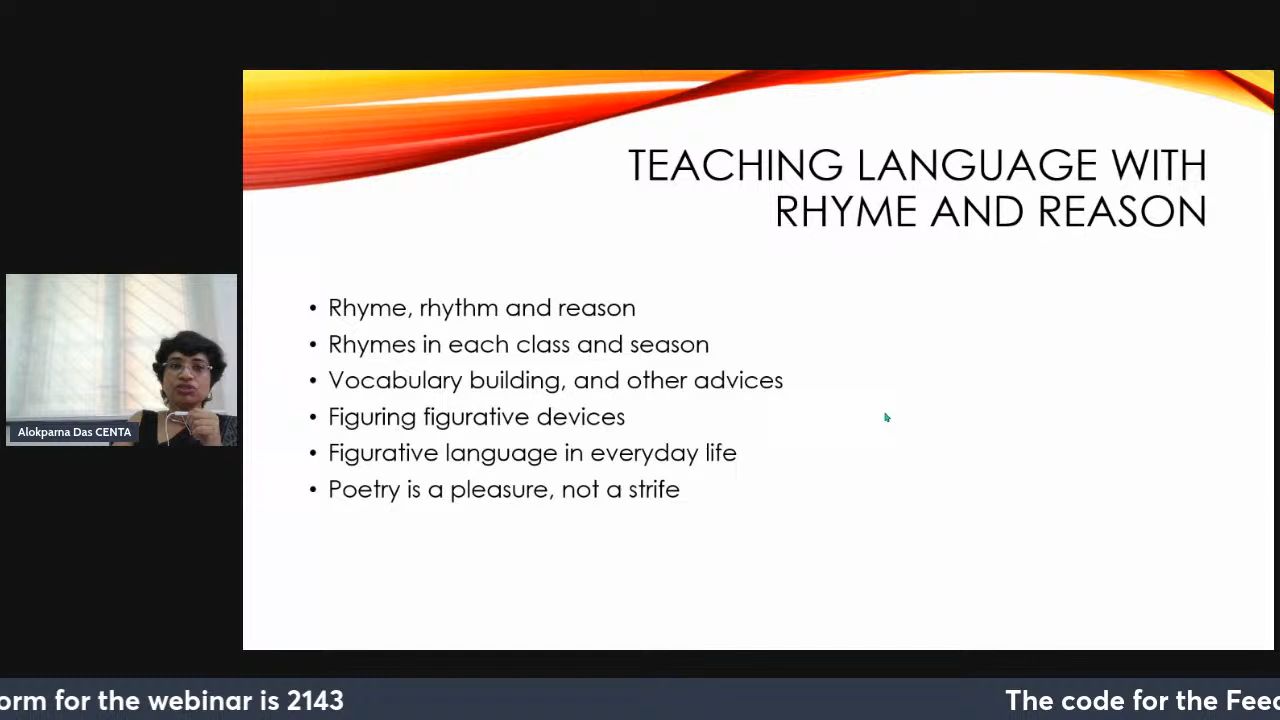 TEACHING LANGUAGE WITH
RHYME AND REASON
• Rhyme, rhythm and reason
• Rhymes in each class and season
• Vocabulary building, and other advices
• Figuring figurative devices
• Figurative language in everyday life
• Poetry is a pleasure, not a strife
Alokparna Das CENTA
orm for the webinar is 2143
The code for the Feed